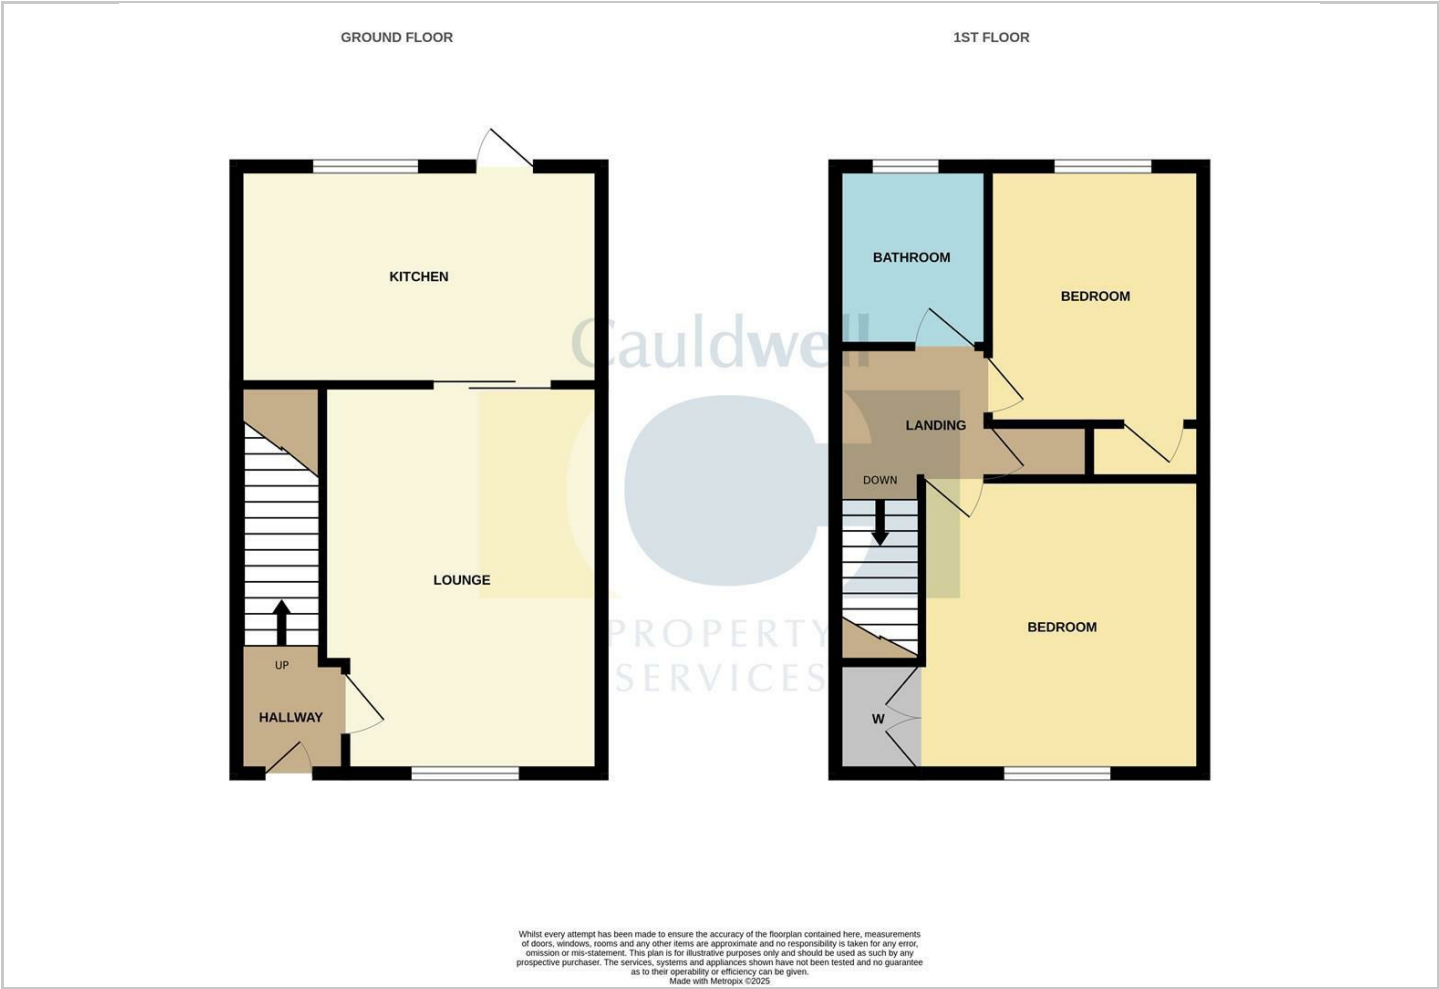 GROUND FLOOR
1ST FLOOR
KITCHEN
LOUNGE
UP
HALLWAY
BATHROOM
BEDROOM
LANDING
DOWN
BEDROOM
W
Cauldwell
PROPERTY
SERVICES
Whilst every attempt has been made to ensure the accuracy of the floorplan contained here, measurements
of doors, windows, rooms and any other items are approximate and no responsibility is taken for any error,
omission or mis-statement. This plan is for illustrative purposes only and should be used as such by any
prospective purchaser. The services, systems and appliances shown have not been tested and no guarantee
as to their operability or efficiency can be given.
Made with Metropix ©2025